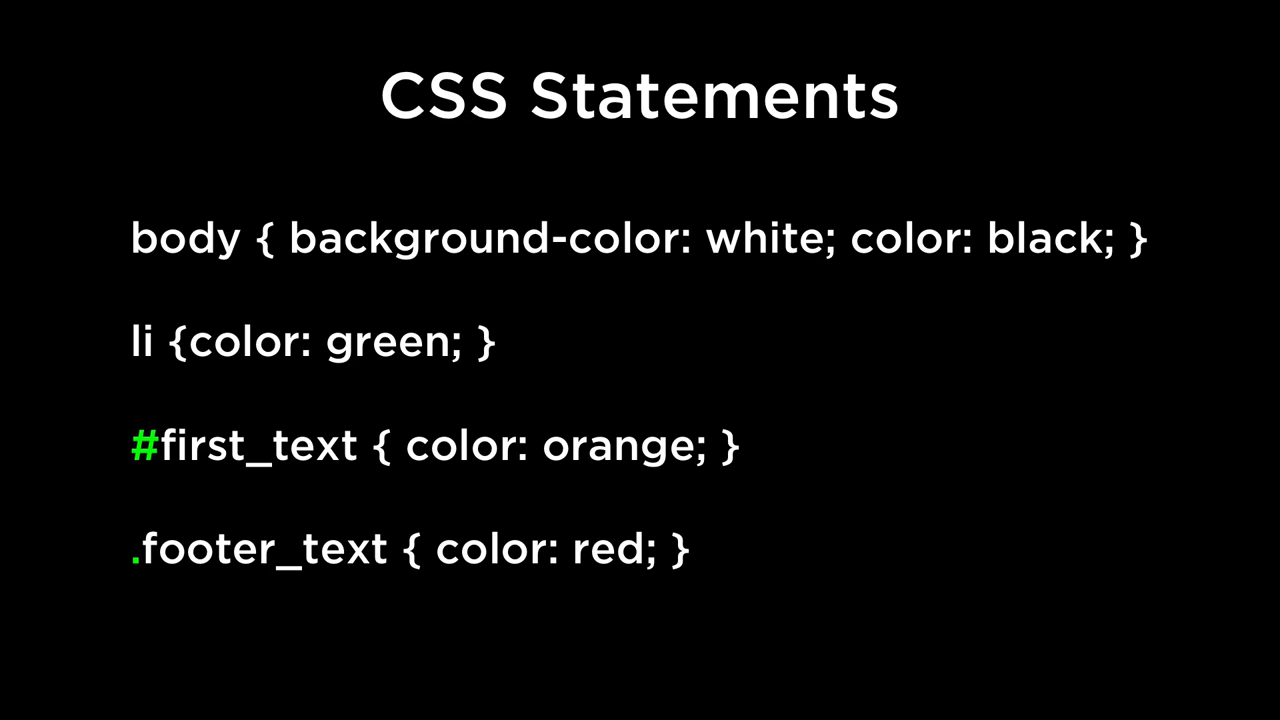 CSS Statements
body { background-color: white; color: black; }
li {color: green; }
#first_text { color: orange; }
.footer_text { color: red; }